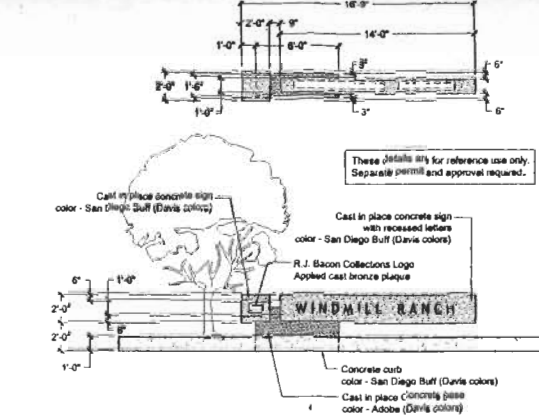 16'-9"
2'-0" 9"
14'-0"
1'-0" 6'-0"
3" 6"
2'-0" 1'-6"
1'-0" 3" 6"
These details are for reference use only.
Separate permit and approval required.
Cast in place concrete sign
color - San Diego Buff (Davis colors)
Cast in place concrete sign
with recessed letters
color - San Diego Buff (Davis colors)
R.J. Bacon Collections Logo
Applied cast bronze plaque
6" 1'-0"
2'-0"
WINDMILL RANCH
6"
2'-0"
1'-0"
Concrete curb
color - San Diego Buff (Davis colors)
Cast in place Concrete base
color - Adobe (Davis colors)